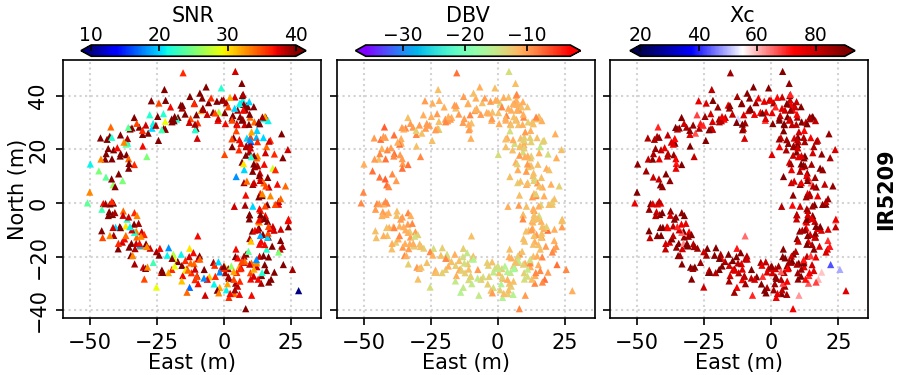 SNR DBV Xc
10 20 30 40 −30 −20 −10 20 40 60 80
40
20
0
−20
−40
North (m)
IR5209
−50 −25 0 25 −50 −25 0 25 −50 −25 0 25
East (m) East (m) East (m)